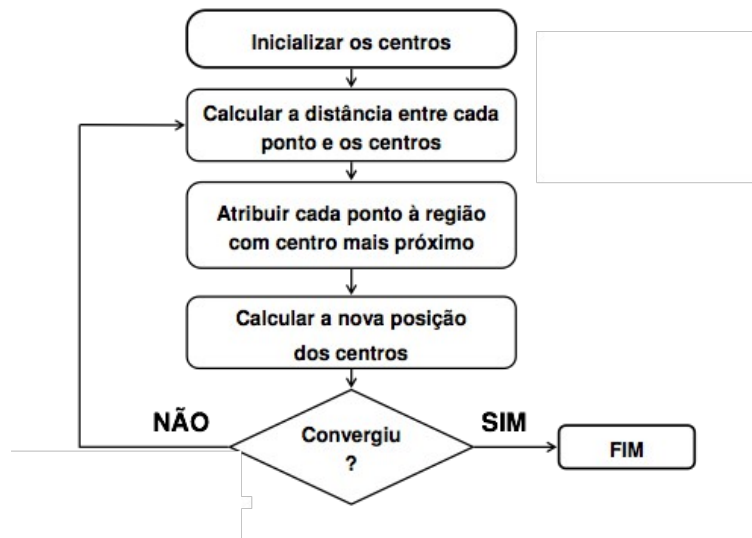 Inicializar os centros
Calcular a distância entre cada
ponto e os centros
Atribuir cada ponto à região
com centro mais próximo
Calcular a nova posição
dos centros
NÃO
Convergiu
?
SIM
FIM